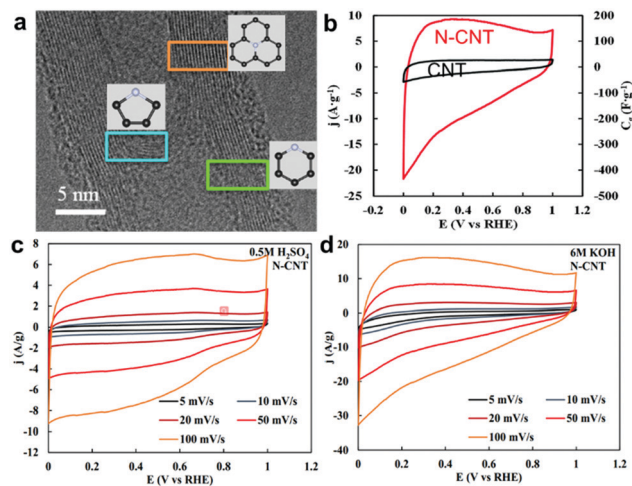 a
5 nm
b
N-CNT
CNT
j (A·g⁻¹)
10
5
0
-5
-10
-15
-20
-25
C_d (F·g⁻¹)
200
100
0
-100
-200
-300
-400
-500
-0.2 0 0.2 0.4 0.6 0.8 1
E (V vs RHE)
c
0.5M H₂SO₄
N-CNT
j (A/g)
8
6
4
2
0
-2
-4
-6
-8
-10
-12
5 mV/s 10 mV/s
20 mV/s 50 mV/s
100 mV/s
0 0.2 0.4 0.6 0.8 1 1.2
E (V vs RHE)
d
6M KOH
N-CNT
j (A/g)
20
10
0
-10
-20
-30
-40
5 mV/s 10 mV/s
20 mV/s 50 mV/s
100 mV/s
0 0.2 0.4 0.6 0.8 1 1.2
E (V vs RHE)